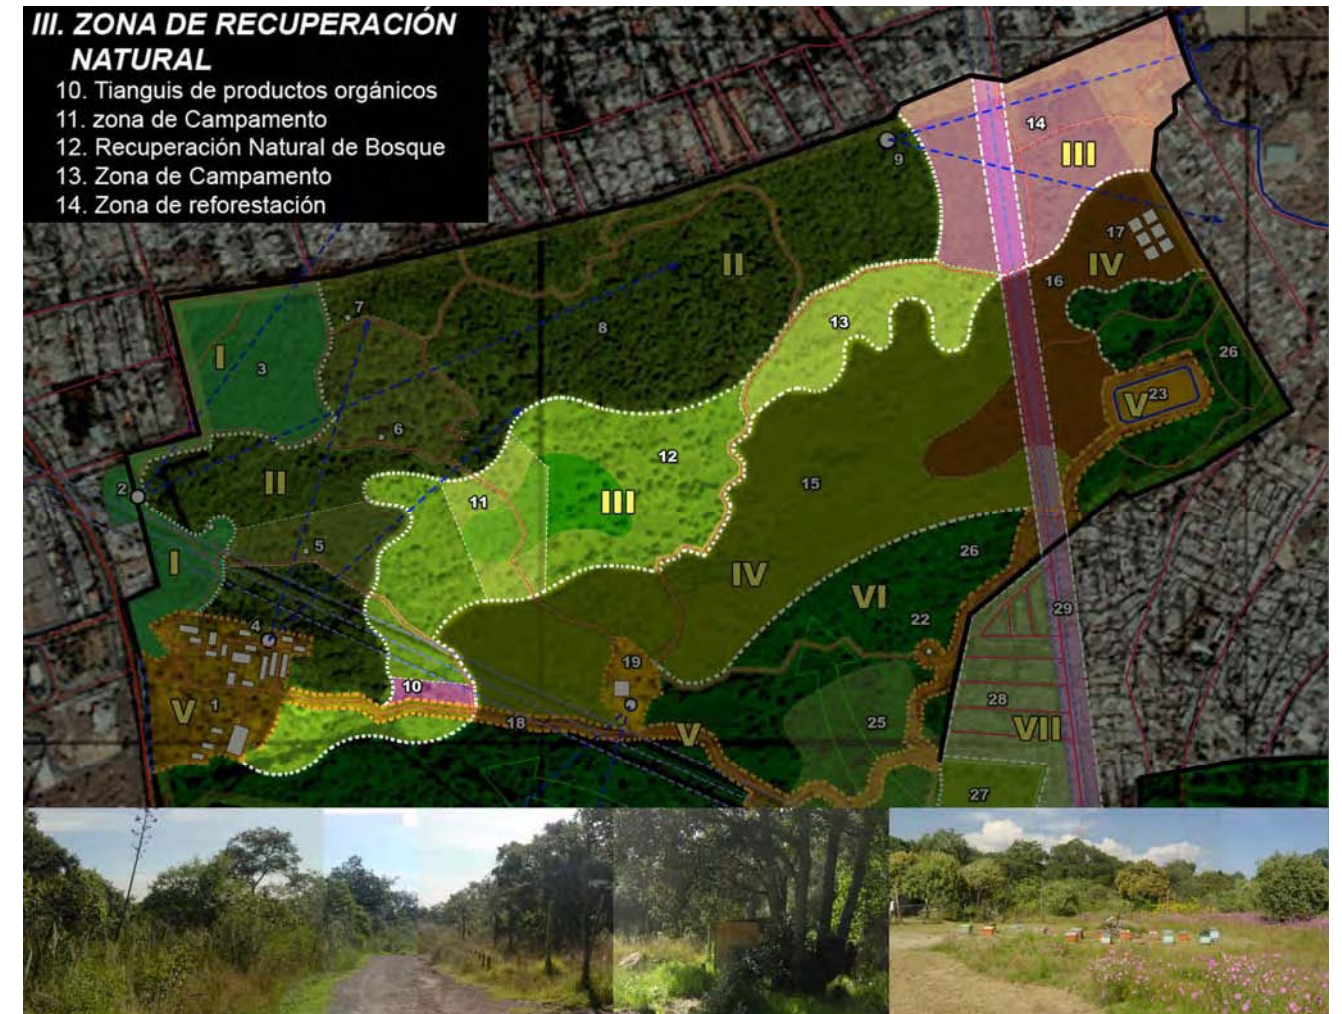 III. ZONA DE RECUPERACIÓN
NATURAL
10. Tianguis de productos orgánicos
11. zona de Campamento
12. Recuperación Natural de Bosque
13. Zona de Campamento
14. Zona de reforestación
14
III
9
17
IV
II
16
7
13
8
26
I
3
V
23
6
12
2
II
11
III
15
5
26
I
IV
VI
29
4
22
19
10
28
V
1
18
V
25
VII
27